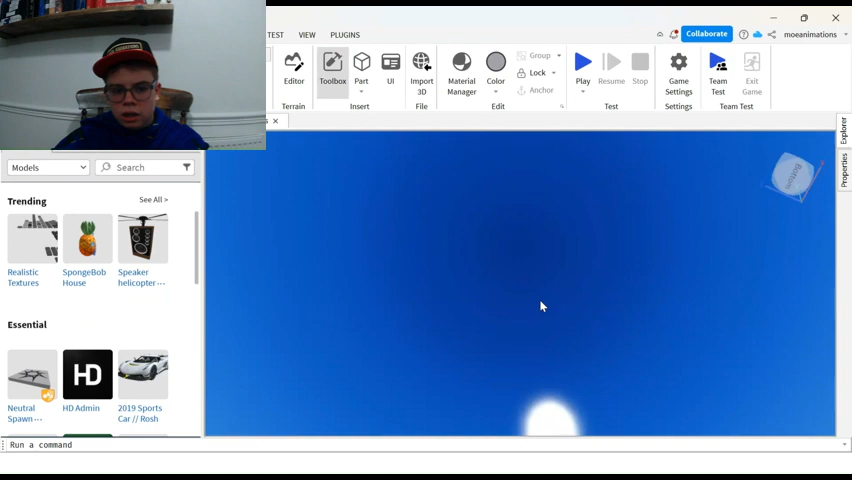 TEST VIEW PLUGINS
Collaborate
moeanimations
Editor
Toolbox
Part
UI
Import
3D
Material
Manager
Color
Group
Lock
Anchor
Play
Resume
Stop
Game
Settings
Team
Test
Exit
Game
Terrain
Insert
File
Edit
Test
Settings
Team Test
Explorer
Properties
Bottom
Models
Search
Trending
See All >
Realistic
Textures
SpongeBob
House
Speaker
helicopter···
Essential
HD
Neutral
Spawn···
HD Admin
2019 Sports
Car // Rosh
Run a command